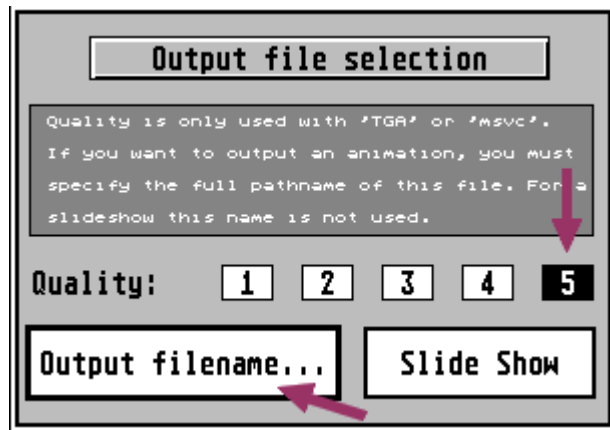 Output file selection
Quality is only used with 'TGA' or 'msvc'.
If you want to output an animation, you must
specify the full pathname of this file. For a
slideshow this name is not used.
Quality: 1 2 3 4 5
Output filename... Slide Show